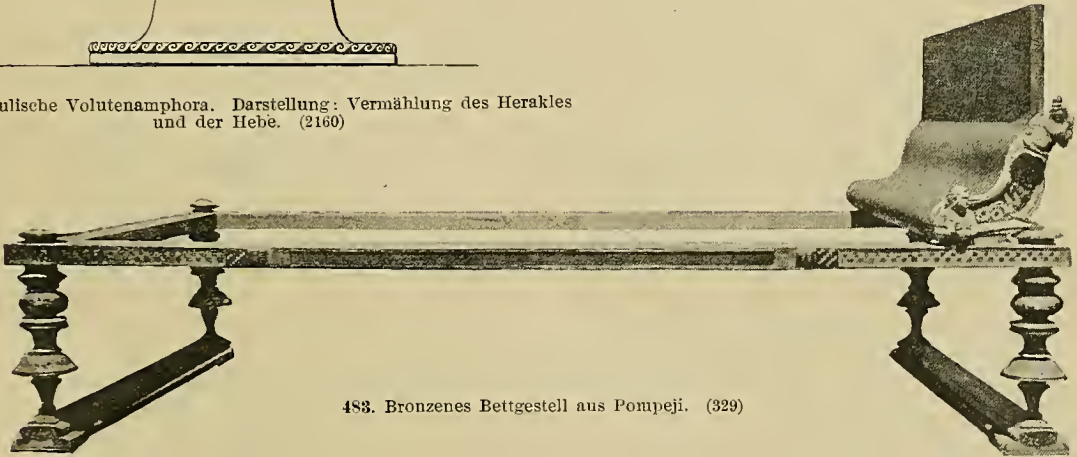 ulische Volutenamphora. Darstellung: Vermählung des Herakles
und der Hebe. (2160)
483. Bronzenes Bettgestell aus Pompeji. (329)